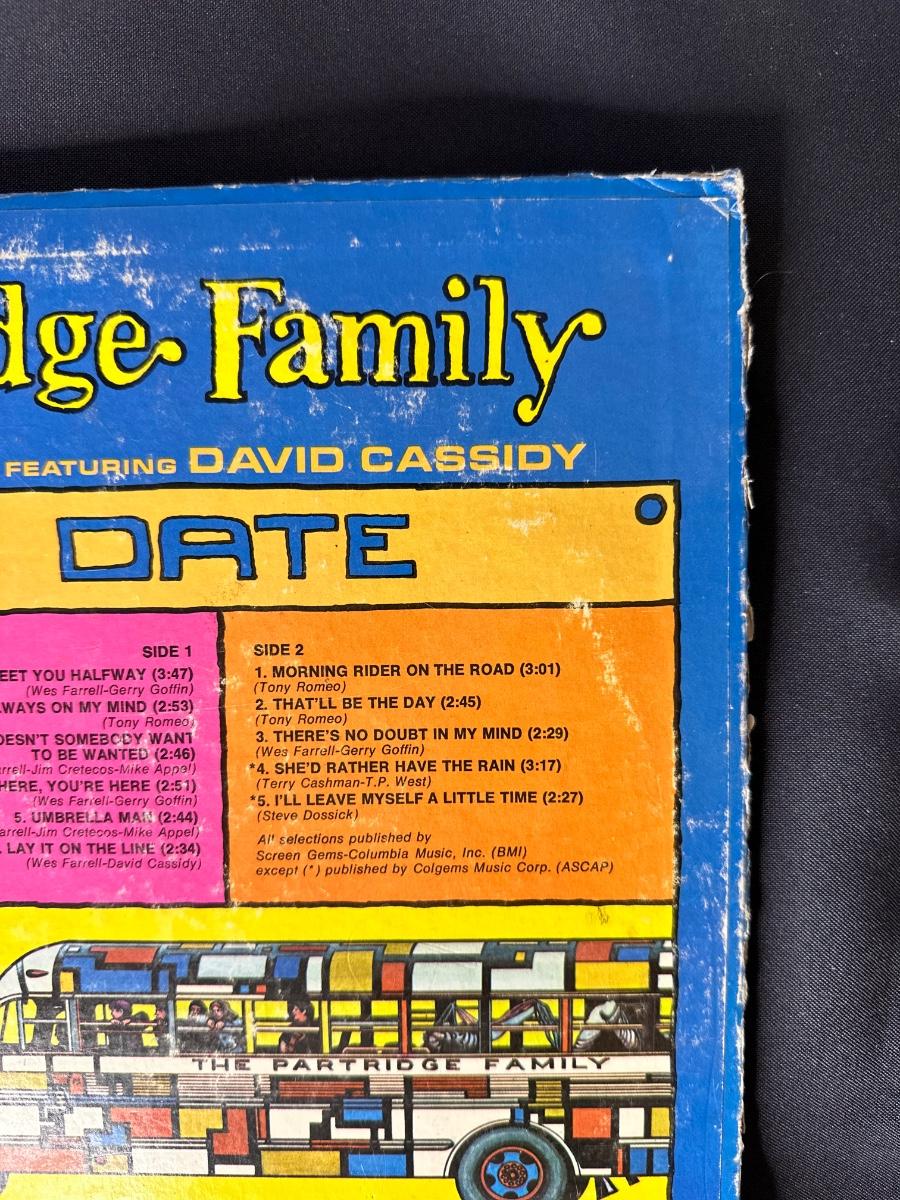 dge Family
FEATURING DAVID CASSIDY
DATE
SIDE 1
EET YOU HALFWAY (3:47)
(Wes Farrell-Gerry Goffin)
WAYS ON MY MIND (2:53)
(Tony Romeo)
OESN'T SOMEBODY WANT
TO BE WANTED (2:46)
arrell-Jim Cretecos-Mike Appel)
HERE, YOU'RE HERE (2:51)
(Wes Farrell-Gerry Goffin)
5. UMBRELLA MAN (2:44)
arrell-Jim Cretecos-Mike Appel)
. LAY IT ON THE LINE (2:34)
(Wes Farrell-David Cassidy)
SIDE 2
1. MORNING RIDER ON THE ROAD (3:01)
(Tony Romeo)
2. THAT'LL BE THE DAY (2:45)
(Tony Romeo)
3. THERE'S NO DOUBT IN MY MIND (2:29)
(Wes Farrell-Gerry Goffin)
*4. SHE'D RATHER HAVE THE RAIN (3:17)
(Terry Cashman-T.P. West)
*5. I'LL LEAVE MYSELF A LITTLE TIME (2:27)
(Steve Dossick)
All selections published by
Screen Gems-Columbia Music, Inc. (BMI)
except (*) published by Colgems Music Corp. (ASCAP)
THE PARTRIDGE FAMILY